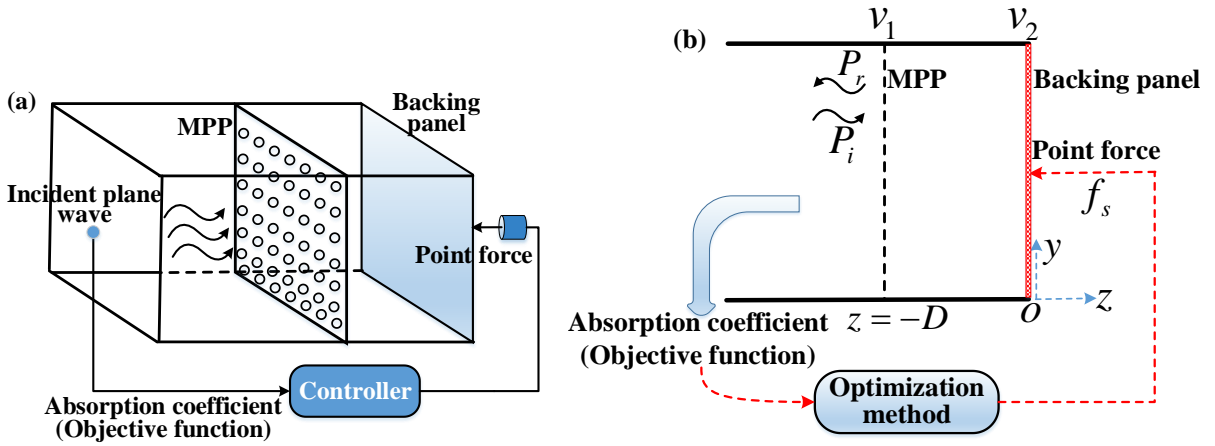 (a)
MPP
Backing
panel
Incident plane
wave
Point force
Controller
Absorption coefficient
(Objective function)
(b)
v₁
v₂
Pᵣ
MPP
Backing panel
Pᵢ
Point force
fₛ
y
z
o
z = −D
Absorption coefficient
(Objective function)
Optimization
method